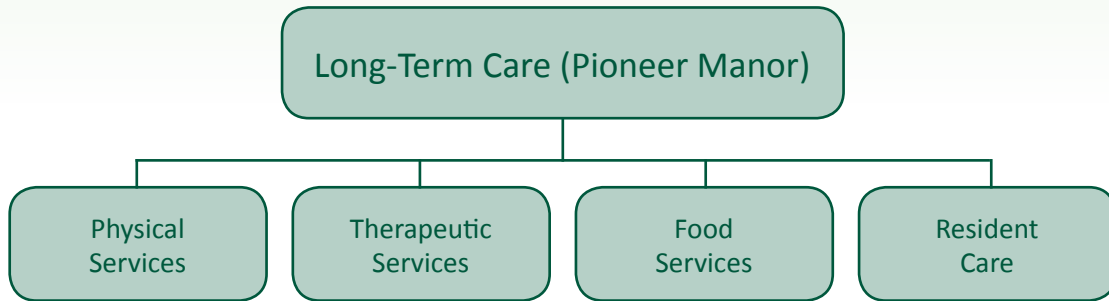 Long-Term Care (Pioneer Manor)
Physical
Services
Therapeutic
Services
Food
Services
Resident
Care